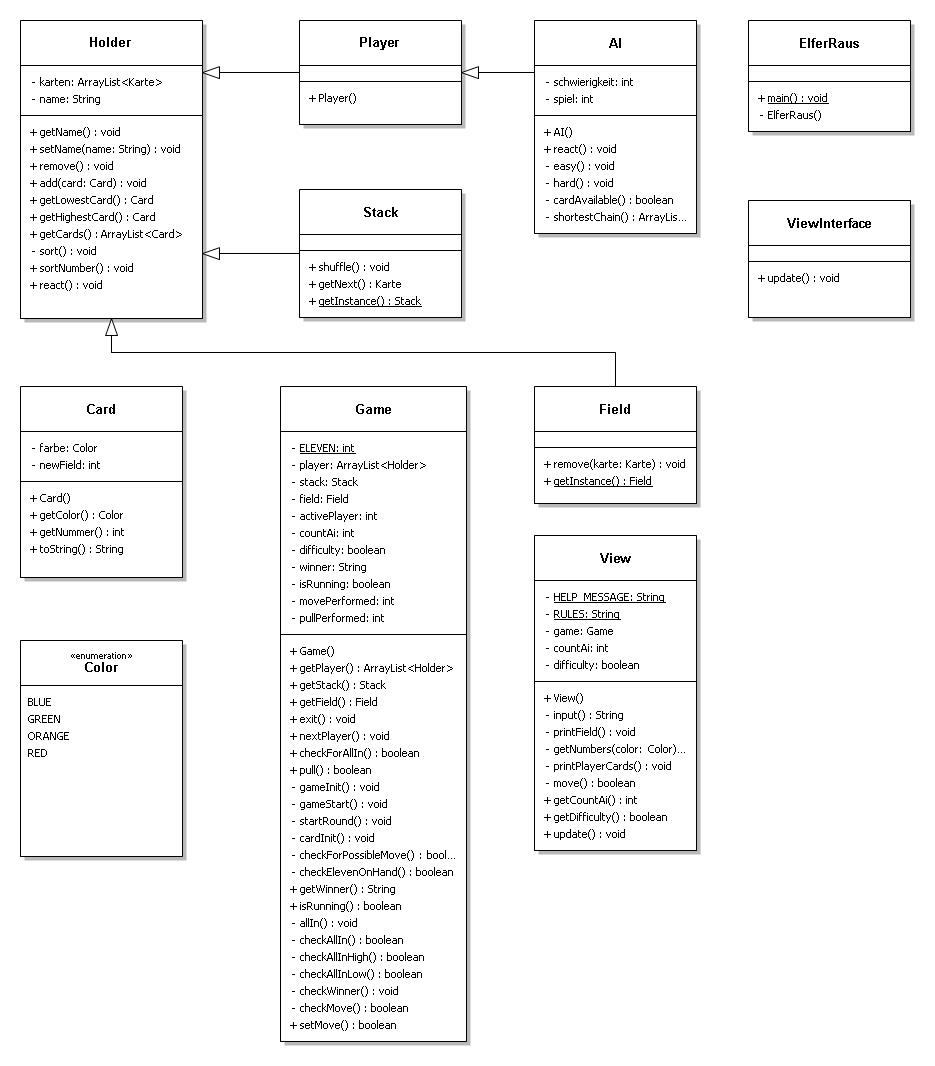 Holder
- karten: ArrayList<Karte>
- name: String
+ getName() : void
+ setName(name: String) : void
+ remove() : void
+ add(card: Card) : void
+ getLowestCard() : Card
+ getHighestCard() : Card
+ getCards() : ArrayList<Card>
- sort() : void
+ sortNumber() : void
+ react() : void
Player
+ Player()
AI
- schwierigkeit: int
- spiel: int
+ AI()
+ react() : void
- easy() : void
- hard() : void
- cardAvailable() : boolean
- shortestChain() : ArrayLis...
ElferRaus
+ main() : void
- ElferRaus()
Stack
+ shuffle() : void
+ getNext() : Karte
+ getInstance() : Stack
ViewInterface
+ update() : void
Card
- farbe: Color
- newField: int
+ Card()
+ getColor() : Color
+ getNummer() : int
+ toString() : String
Game
- ELEVEN: int
- player: ArrayList<Holder>
- stack: Stack
- field: Field
- activePlayer: int
- countAi: int
- difficulty: boolean
- winner: String
- isRunning: boolean
- movePerformed: int
- pullPerformed: int
+ Game()
+ getPlayer() : ArrayList<Holder>
+ getStack() : Stack
+ getField() : Field
+ exit() : void
+ nextPlayer() : void
+ checkForAllIn() : boolean
+ pull() : boolean
- gameInit() : void
- gameStart() : void
- startRound() : void
- cardInit() : void
- checkForPossibleMove() : bool...
- checkElevenOnHand() : boolean
+ getWinner() : String
+ isRunning() : boolean
- allIn() : void
- checkAllIn() : boolean
- checkAllInHigh() : boolean
- checkAllInLow() : boolean
- checkWinner() : void
- checkMove() : boolean
+ setMove() : boolean
Field
+ remove(karte: Karte) : void
+ getInstance() : Field
View
- HELP_MESSAGE: String
- RULES: String
- game: Game
- countAi: int
- difficulty: boolean
+ View()
- input() : String
- printField() : void
- getNumbers(color: Color)...
- printPlayerCards() : void
- move() : boolean
+ getCountAi() : int
+ getDifficulty() : boolean
+ update() : void
«enumeration»
Color
BLUE
GREEN
ORANGE
RED